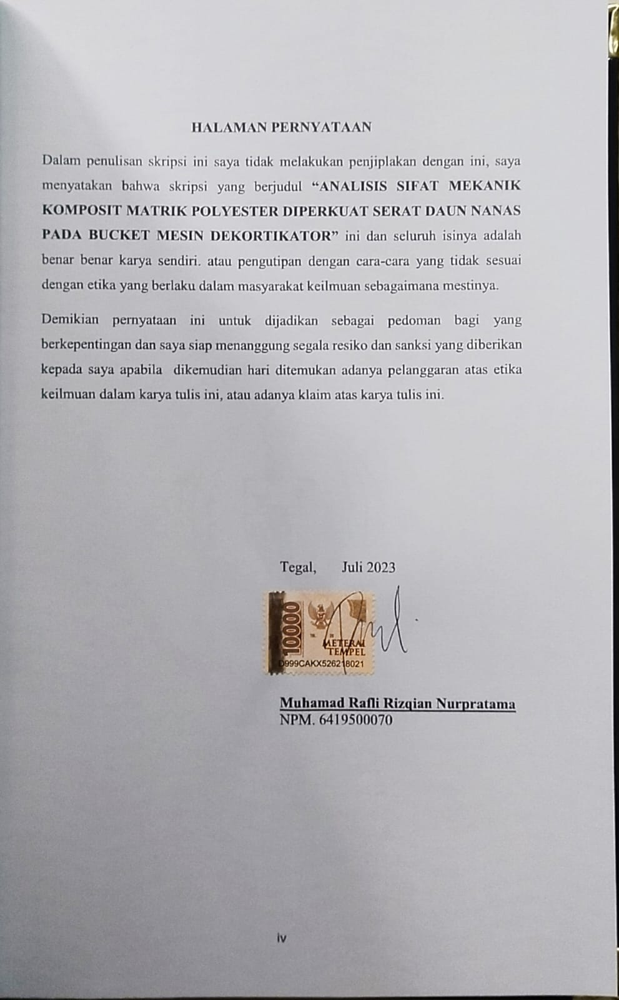 HALAMAN PERNYATAAN
Dalam penulisan skripsi ini saya tidak melakukan penjiplakan dengan ini, saya
menyatakan bahwa skripsi yang berjudul “ANALISIS SIFAT MEKANIK
KOMPOSIT MATRIK POLYESTER DIPERKUAT SERAT DAUN NANAS
PADA BUCKET MESIN DEKORTIKATOR” ini dan seluruh isinya adalah
benar benar karya sendiri. atau pengutipan dengan cara-cara yang tidak sesuai
dengan etika yang berlaku dalam masyarakat keilmuan sebagaimana mestinya.
Demikian pernyataan ini untuk dijadikan sebagai pedoman bagi yang
berkepentingan dan saya siap menanggung segala resiko dan sanksi yang diberikan
kepada saya apabila dikemudian hari ditemukan adanya pelanggaran atas etika
keilmuan dalam karya tulis ini, atau adanya klaim atas karya tulis ini.
Tegal, Juli 2023
10000
METERAI
TEMPEL
D999CAKX526218021
Muhamad Rafli Rizqian Nurpratama
NPM. 6419500070
iv